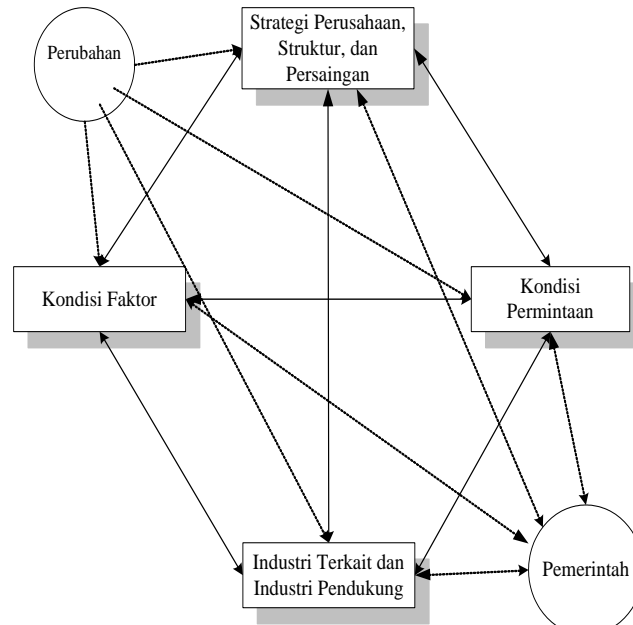 Strategi Perusahaan,
Struktur, dan
Persaingan
Perubahan
Kondisi Faktor
Kondisi
Permintaan
Industri Terkait dan
Industri Pendukung
Pemerintah